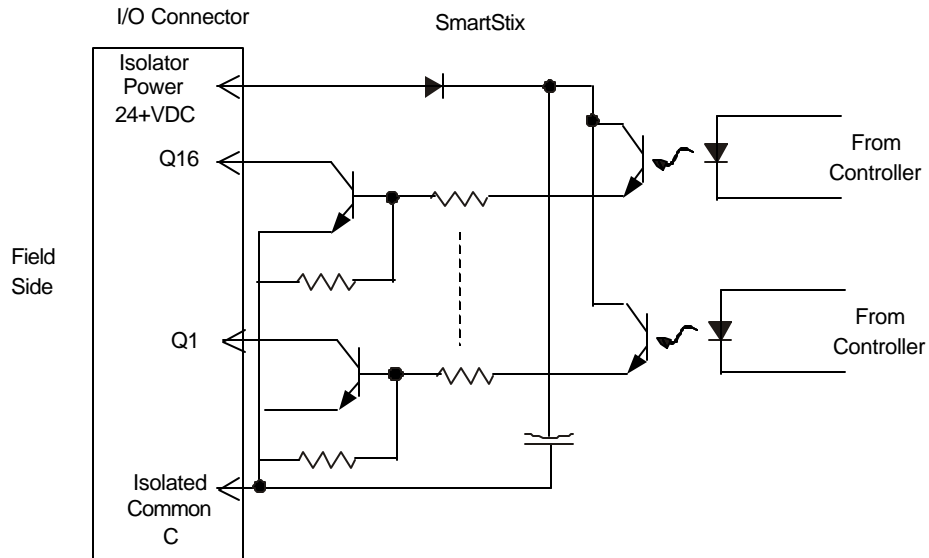 I/O Connector
SmartStix
Isolator
Power
24+VDC
Q16
From
Controller
Field
Side
Q1
From
Controller
Isolated
Common
C